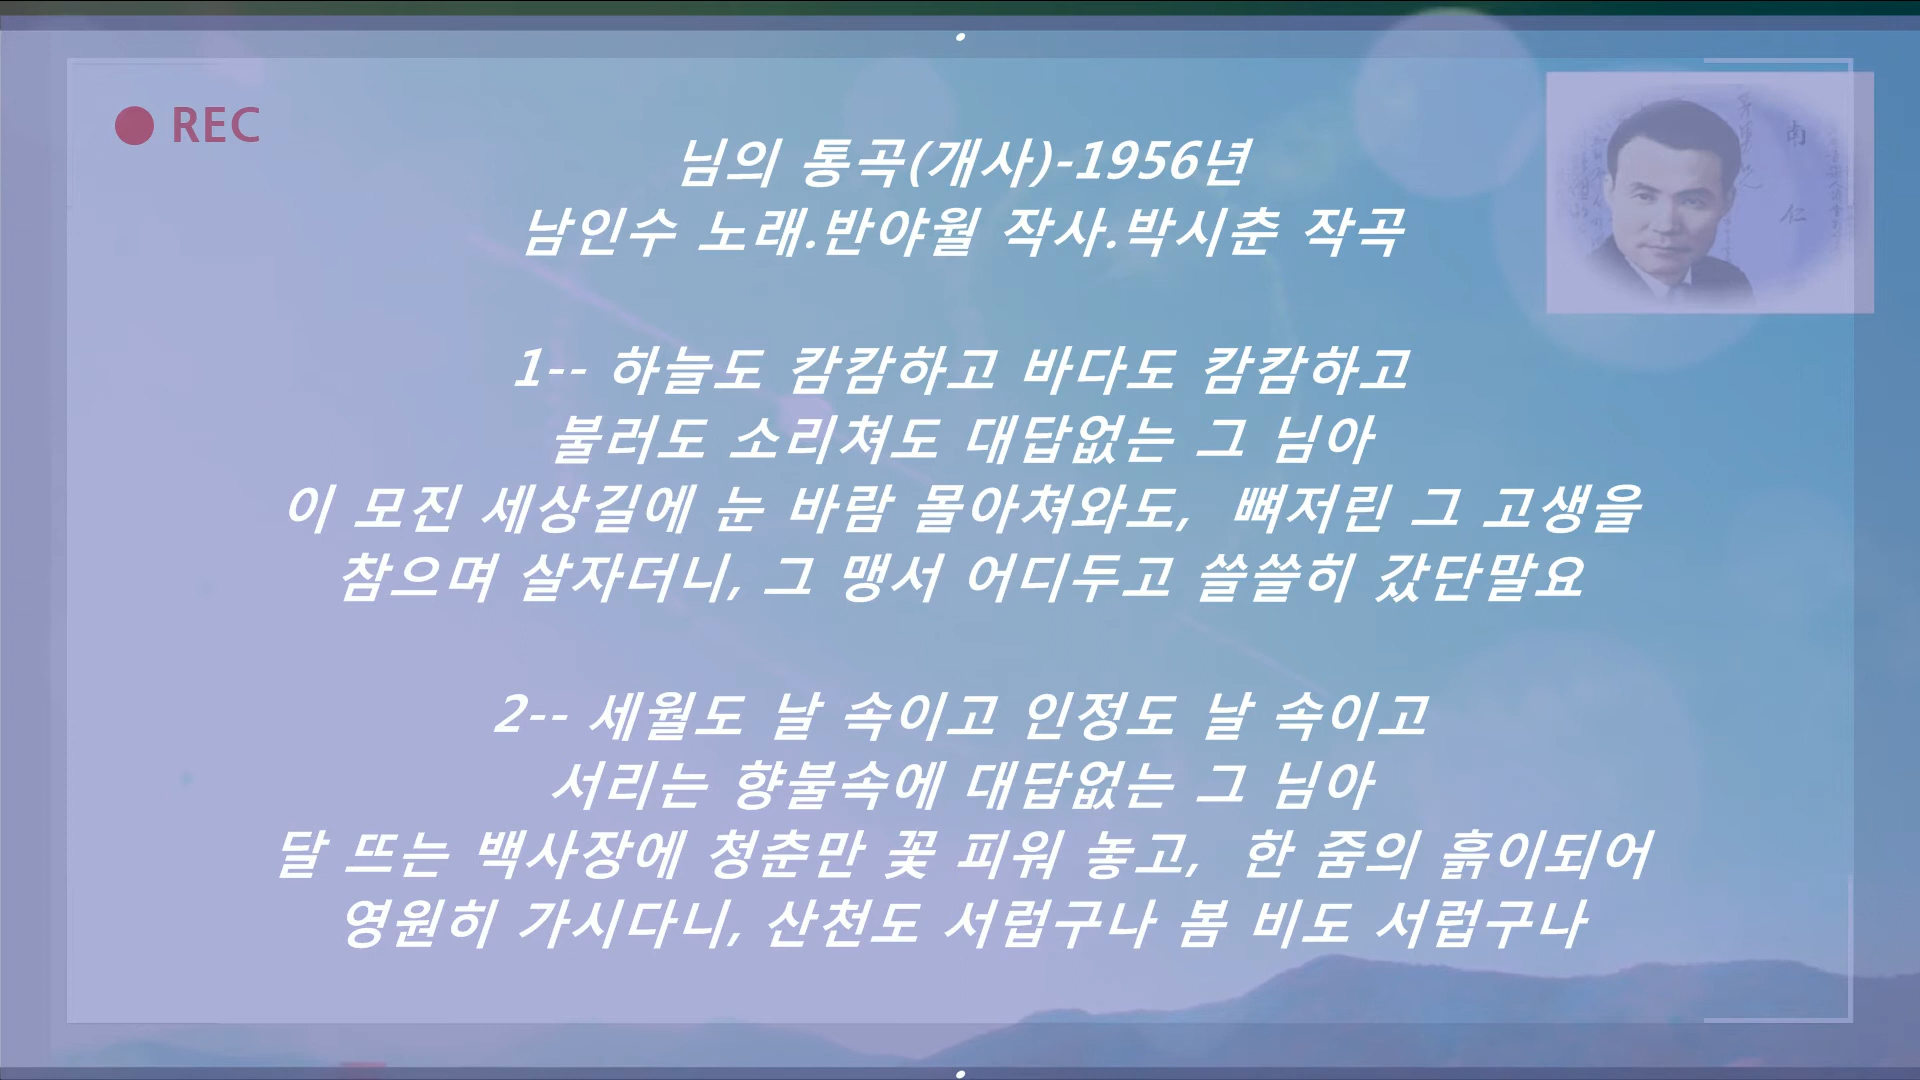 REC
님의 통곡(개사)-1956년
남인수 노래.반야월 작사.박시춘 작곡
1-- 하늘도 캄캄하고 바다도 캄캄하고
불러도 소리쳐도 대답없는 그 님아
이 모진 세상길에 눈 바람 몰아쳐와도, 뼈저린 그 고생을
참으며 살자더니, 그 맹서 어디두고 쓸쓸히 갔단말요
2-- 세월도 날 속이고 인정도 날 속이고
서리는 향불속에 대답없는 그 님아
달 뜨는 백사장에 청춘만 꽃 피워 놓고, 한 줌의 흙이되어
영원히 가시다니, 산천도 서럽구나 봄 비도 서럽구나
南
仁